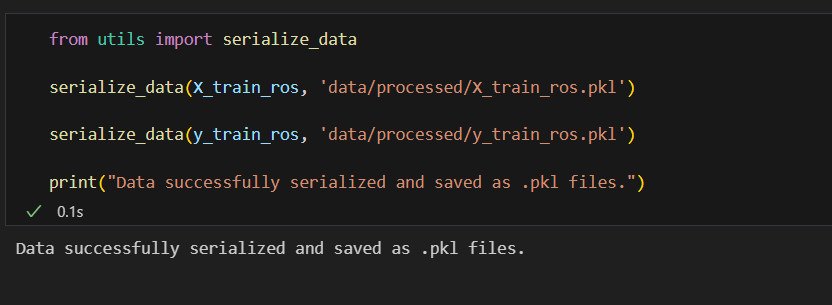 from utils import serialize_data
serialize_data(X_train_ros, 'data/processed/X_train_ros.pkl')
serialize_data(y_train_ros, 'data/processed/y_train_ros.pkl')
print("Data successfully serialized and saved as .pkl files.")
0.1s
Data successfully serialized and saved as .pkl files.